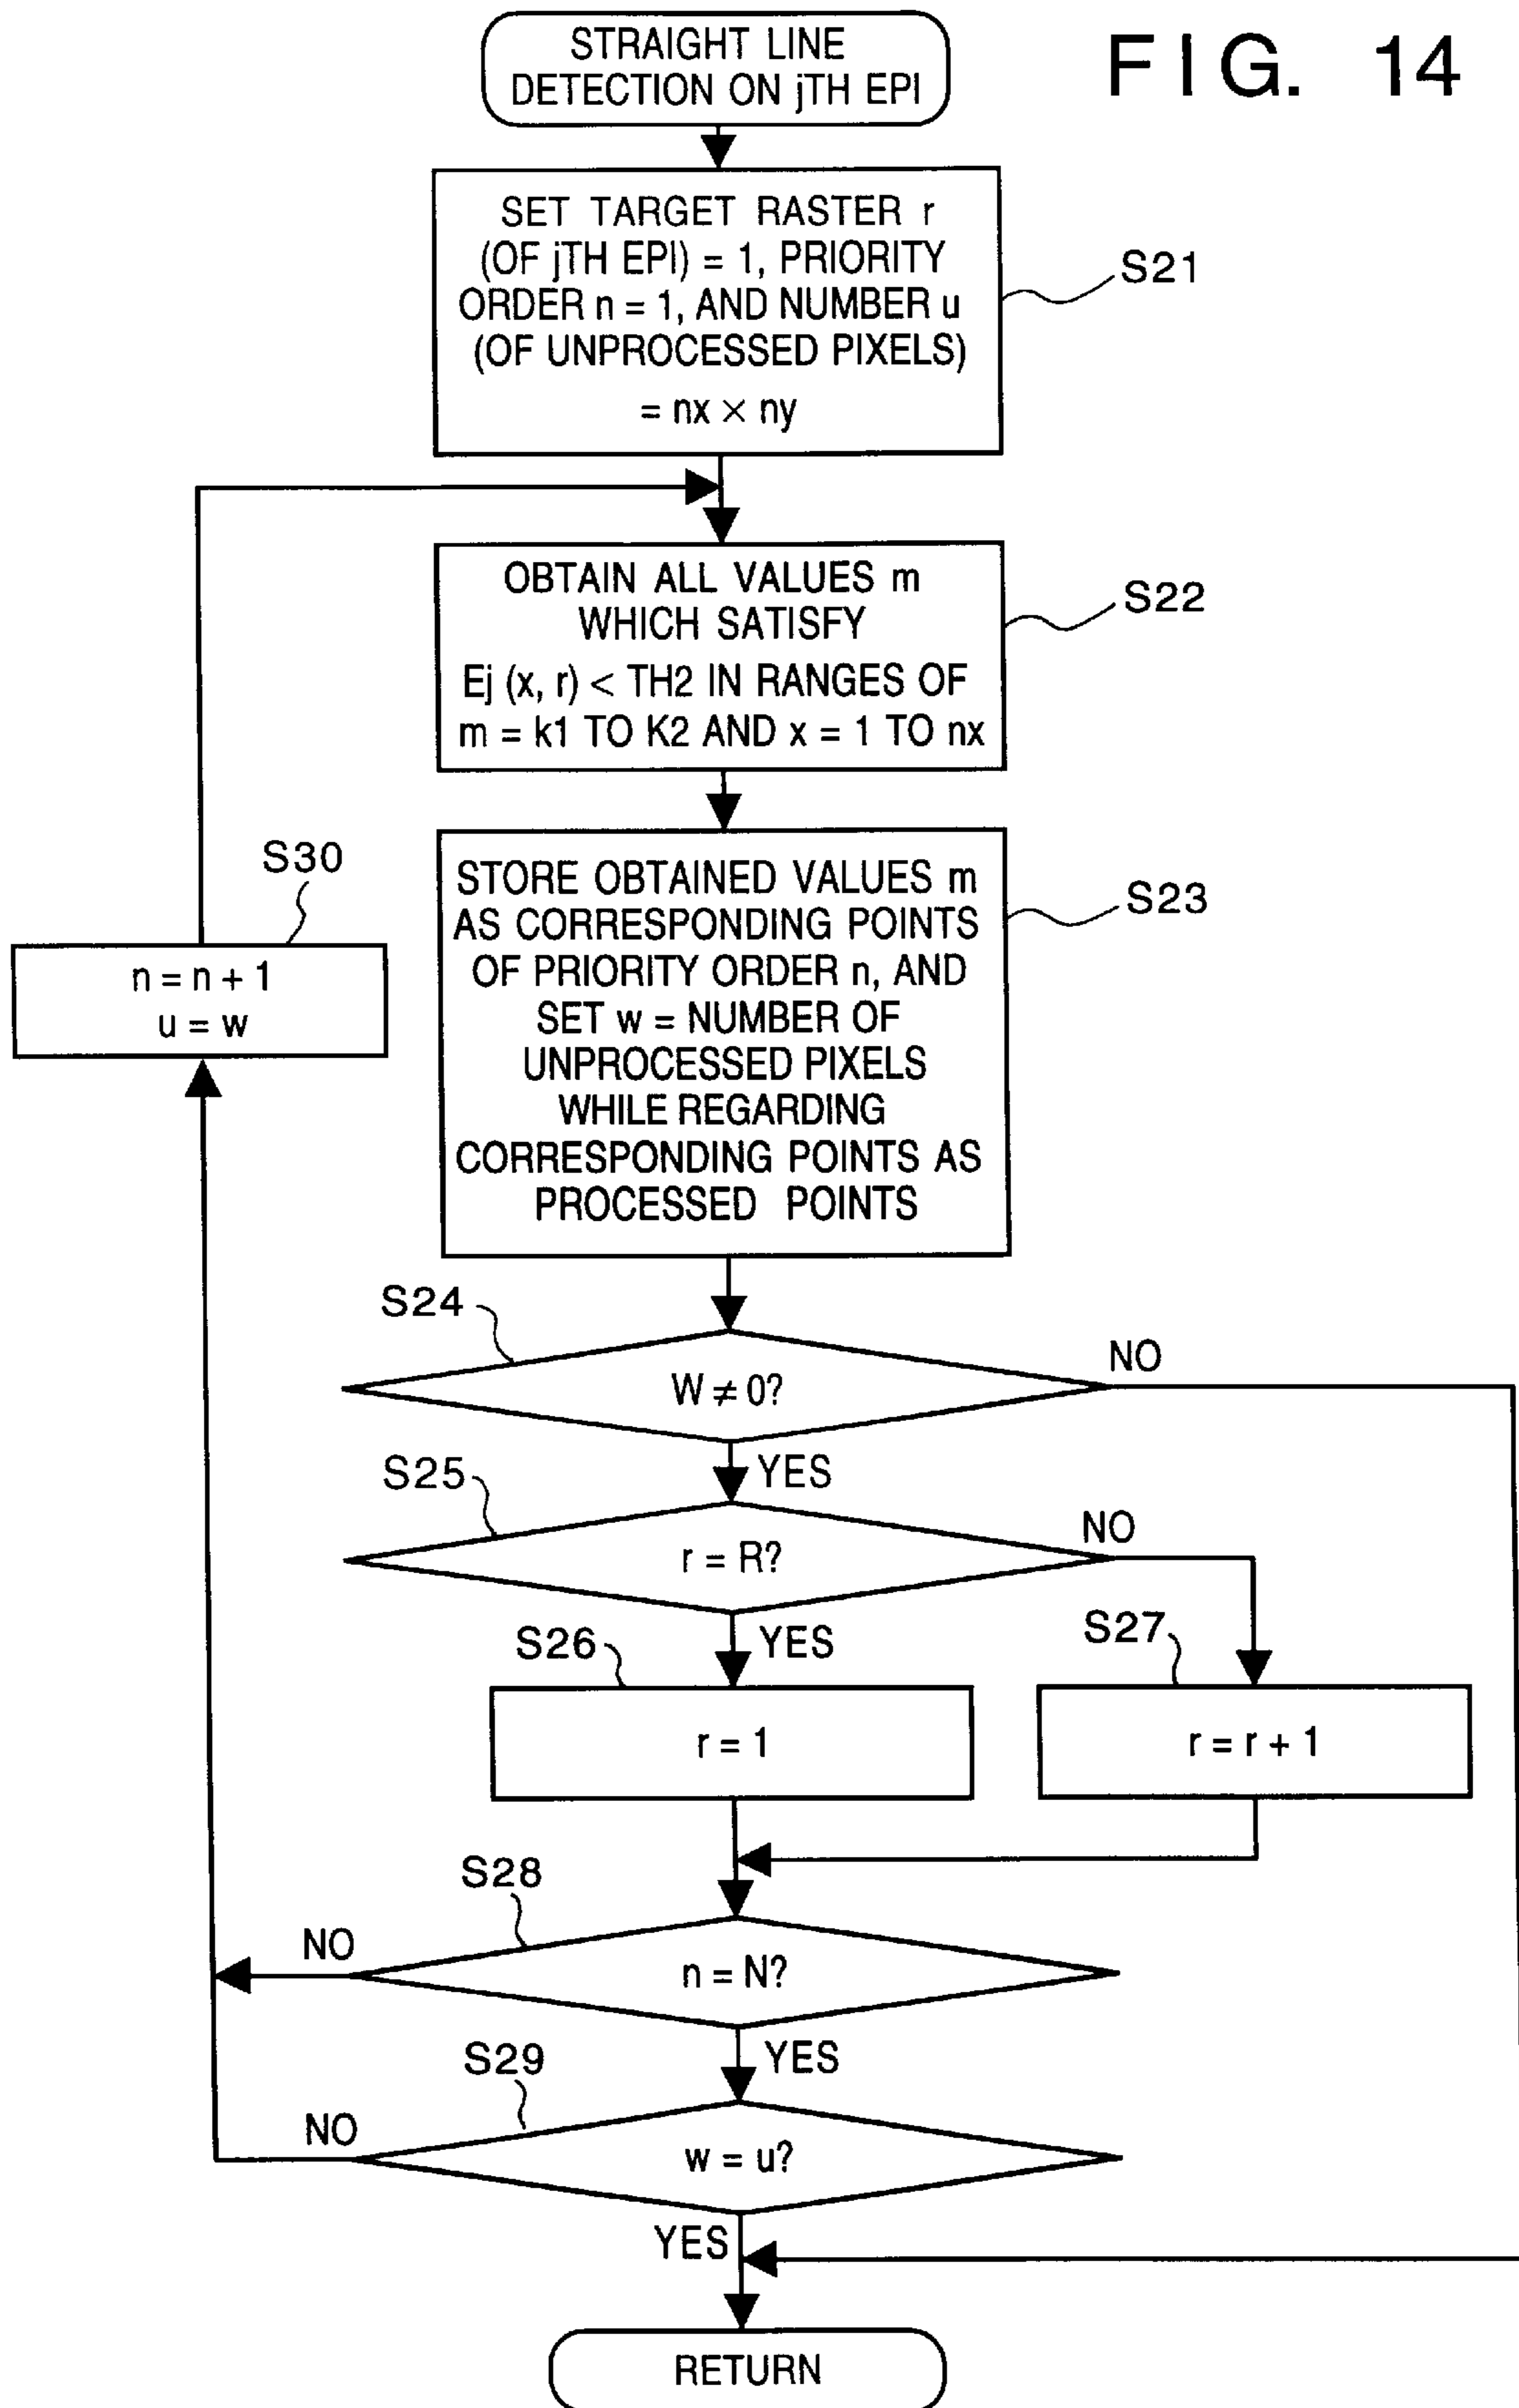 STRAIGHT LINE
DETECTION ON jTH EPI
FIG. 14
SET TARGET RASTER r
(OF jTH EPI) = 1, PRIORITY
ORDER n = 1, AND NUMBER u
(OF UNPROCESSED PIXELS)
= nx × ny
S21
OBTAIN ALL VALUES m
WHICH SATISFY
Ej (x, r) < TH2 IN RANGES OF
m = k1 TO K2 AND x = 1 TO nx
S22
STORE OBTAINED VALUES m
AS CORRESPONDING POINTS
OF PRIORITY ORDER n, AND
SET w = NUMBER OF
UNPROCESSED PIXELS
WHILE REGARDING
CORRESPONDING POINTS AS
PROCESSED POINTS
S23
S30
n = n + 1
u = w
S24
W ≠ 0?
NO
YES
S25
r = R?
NO
YES
S26
r = 1
S27
r = r + 1
S28
n = N?
NO
YES
S29
w = u?
NO
YES
RETURN